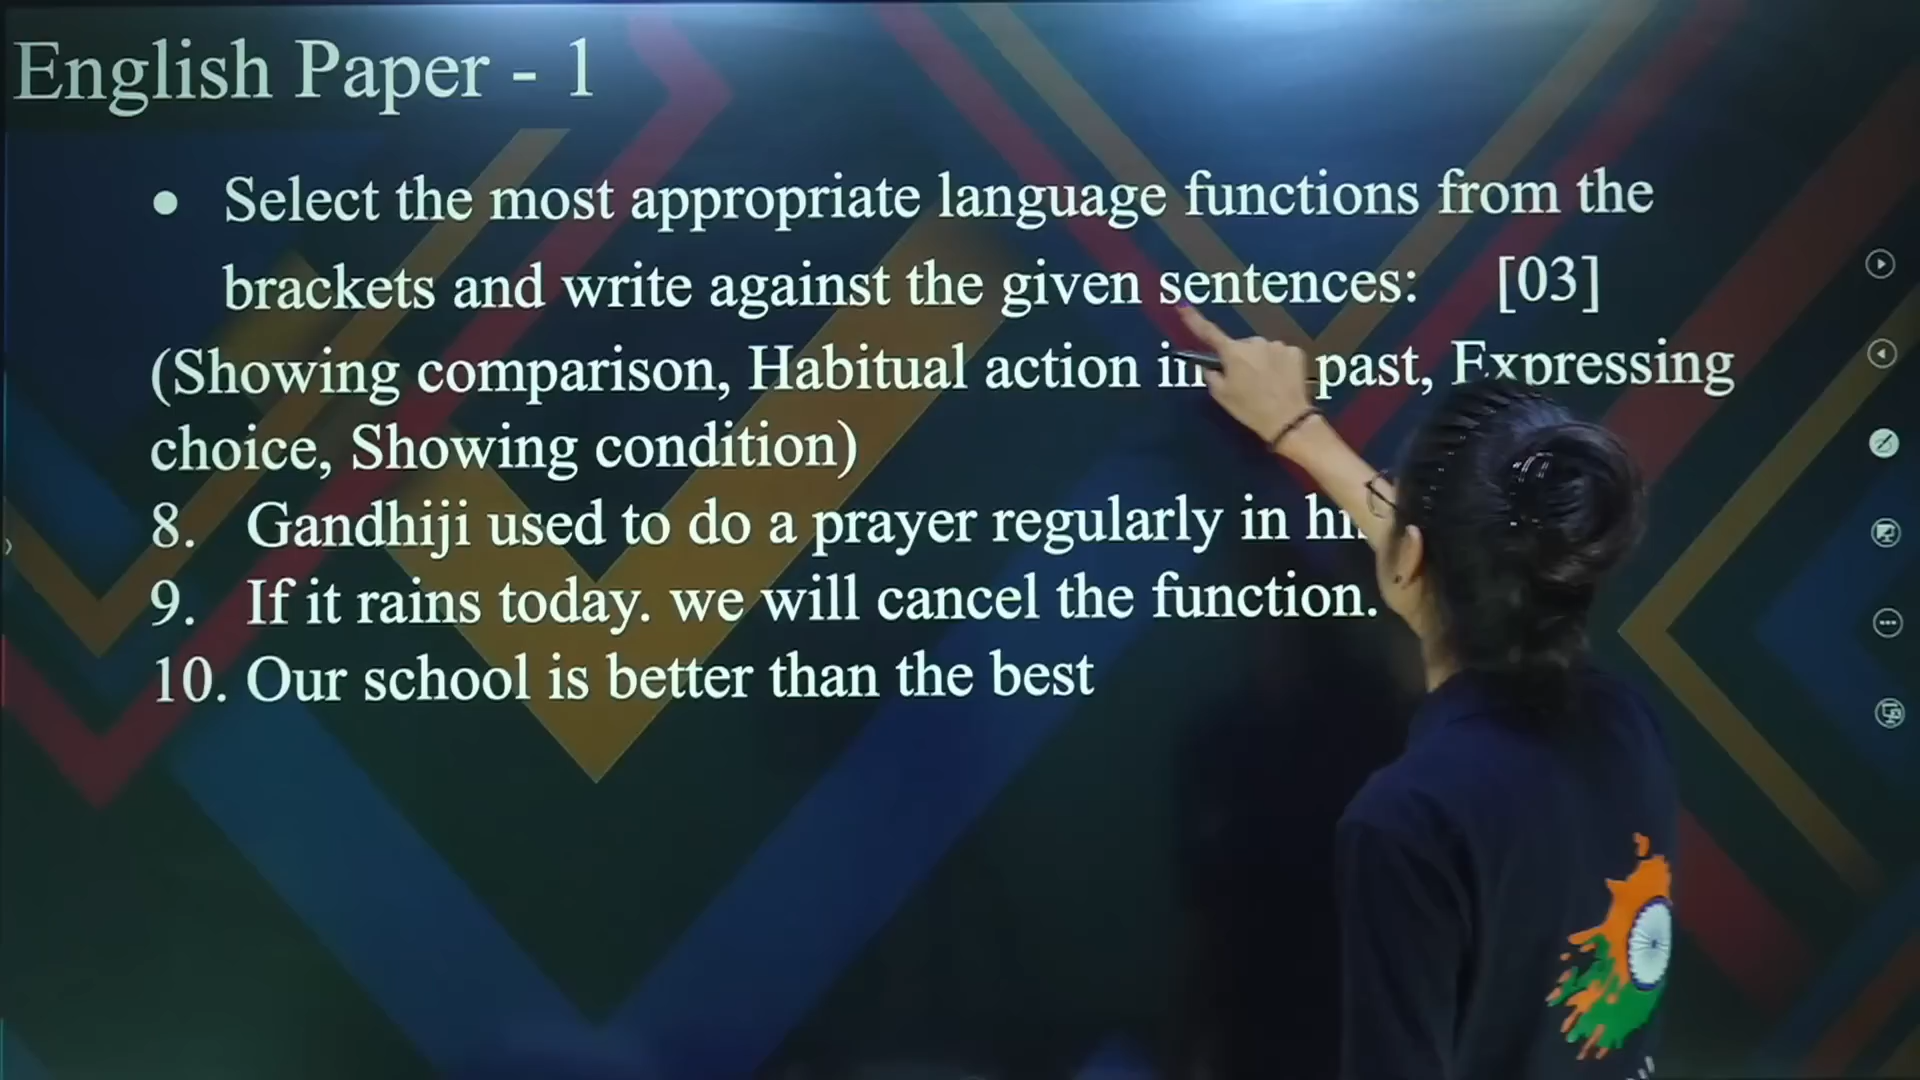 English Paper - 1
• Select the most appropriate language functions from the
brackets and write against the given sentences: [03]
(Showing comparison, Habitual action in past, Expressing
choice, Showing condition)
8. Gandhiji used to do a prayer regularly in
9. If it rains today. we will cancel the function.
10. Our school is better than the best